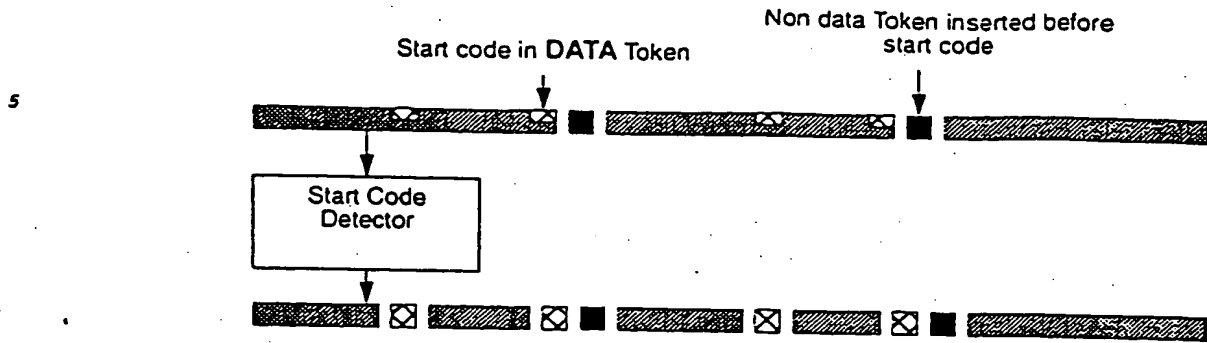 Non data Token inserted before
start code
Start code in DATA Token
5
Start Code
Detector